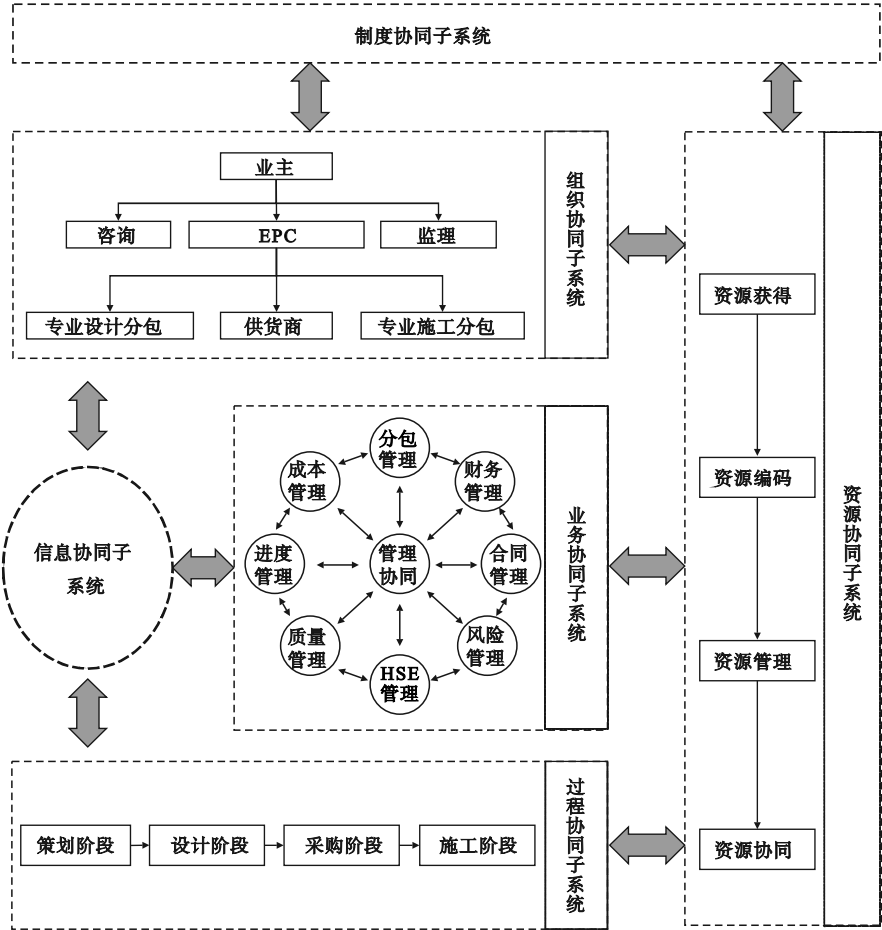 制度协同子系统
业主
咨询
EPC
监理
专业设计分包
供货商
专业施工分包
组织协同子系统
资源获得
资源编码
资源管理
资源协同
资源协同子系统
信息协同子
系统
分包
管理
成本
管理
财务
管理
进度
管理
管理
协同
合同
管理
质量
管理
风险
管理
HSE
管理
业务协同子系统
策划阶段
设计阶段
采购阶段
施工阶段
过程协同子系统